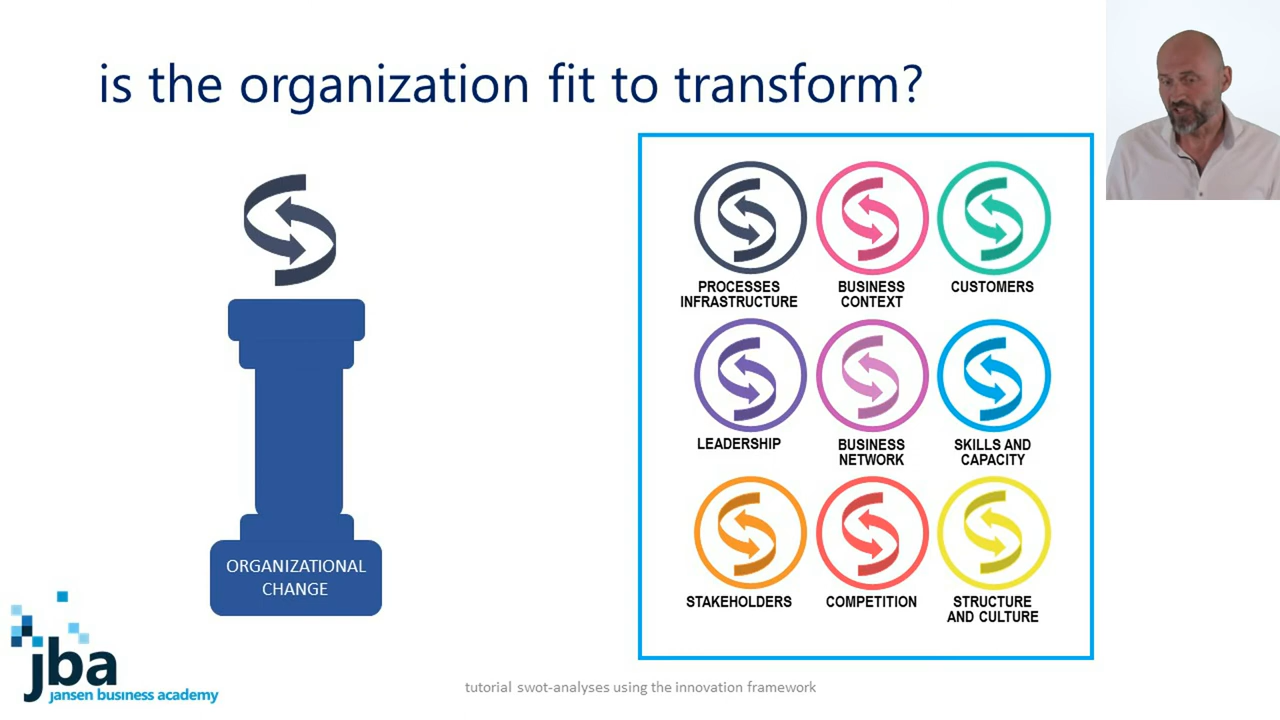 is the organization fit to transform?
PROCESSES
INFRASTRUCTURE
BUSINESS
CONTEXT
CUSTOMERS
LEADERSHIP
BUSINESS
NETWORK
SKILLS AND
CAPACITY
STAKEHOLDERS
COMPETITION
STRUCTURE
AND CULTURE
ORGANIZATIONAL
CHANGE
jba
jansen business academy
tutorial swot-analyses using the innovation framework